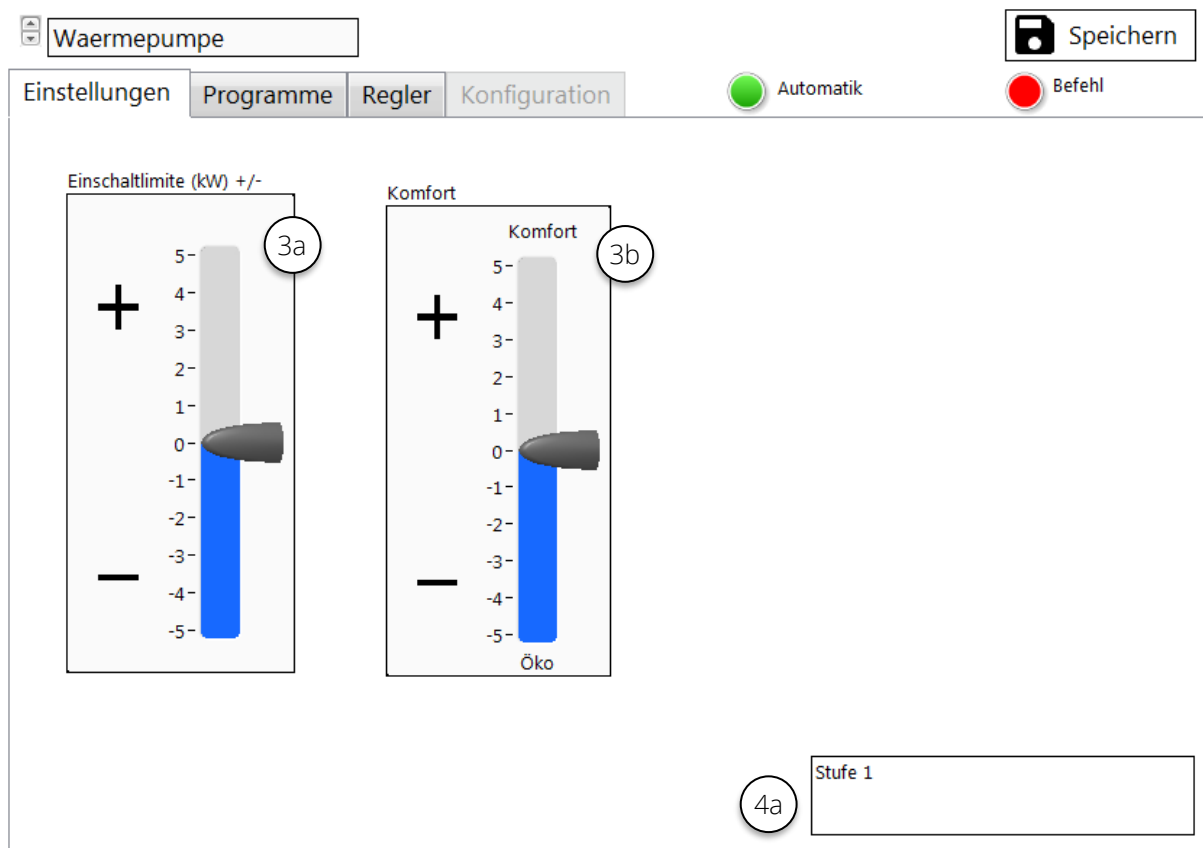 Waermepumpe
Speichern
Einstellungen Programme Regler Konfiguration
Automatik
Befehl
Einschaltlimite (kW) +/-
3a
+
5
4
3
2
1
0
-1
-2
-3
-4
-5
−
Komfort
Komfort
3b
+
5
4
3
2
1
0
-1
-2
-3
-4
-5
−
Öko
4a
Stufe 1